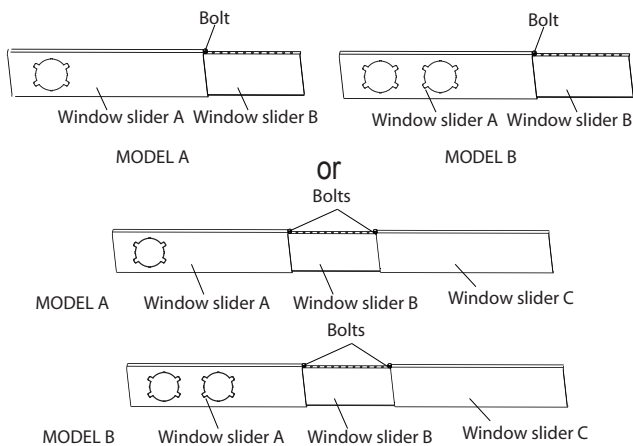 Bolt
Bolt
Window slider A Window slider B
Window slider A Window slider B
MODEL A
MODEL B
or
Bolts
MODEL A Window slider A Window slider B Window slider C
Bolts
MODEL B Window slider A Window slider B Window slider C